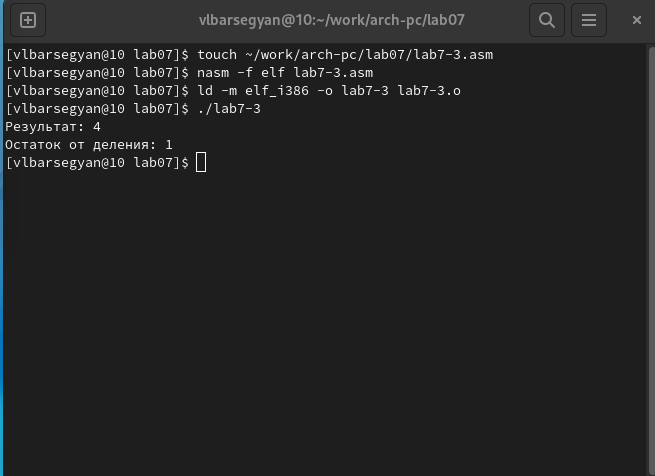 vlbarsegyan@10:~/work/arch-pc/lab07
[vlbarsegyan@10 lab07]$ touch ~/work/arch-pc/lab07/lab7-3.asm
[vlbarsegyan@10 lab07]$ nasm -f elf lab7-3.asm
[vlbarsegyan@10 lab07]$ ld -m elf_i386 -o lab7-3 lab7-3.o
[vlbarsegyan@10 lab07]$ ./lab7-3
Результат: 4
Остаток от деления: 1
[vlbarsegyan@10 lab07]$